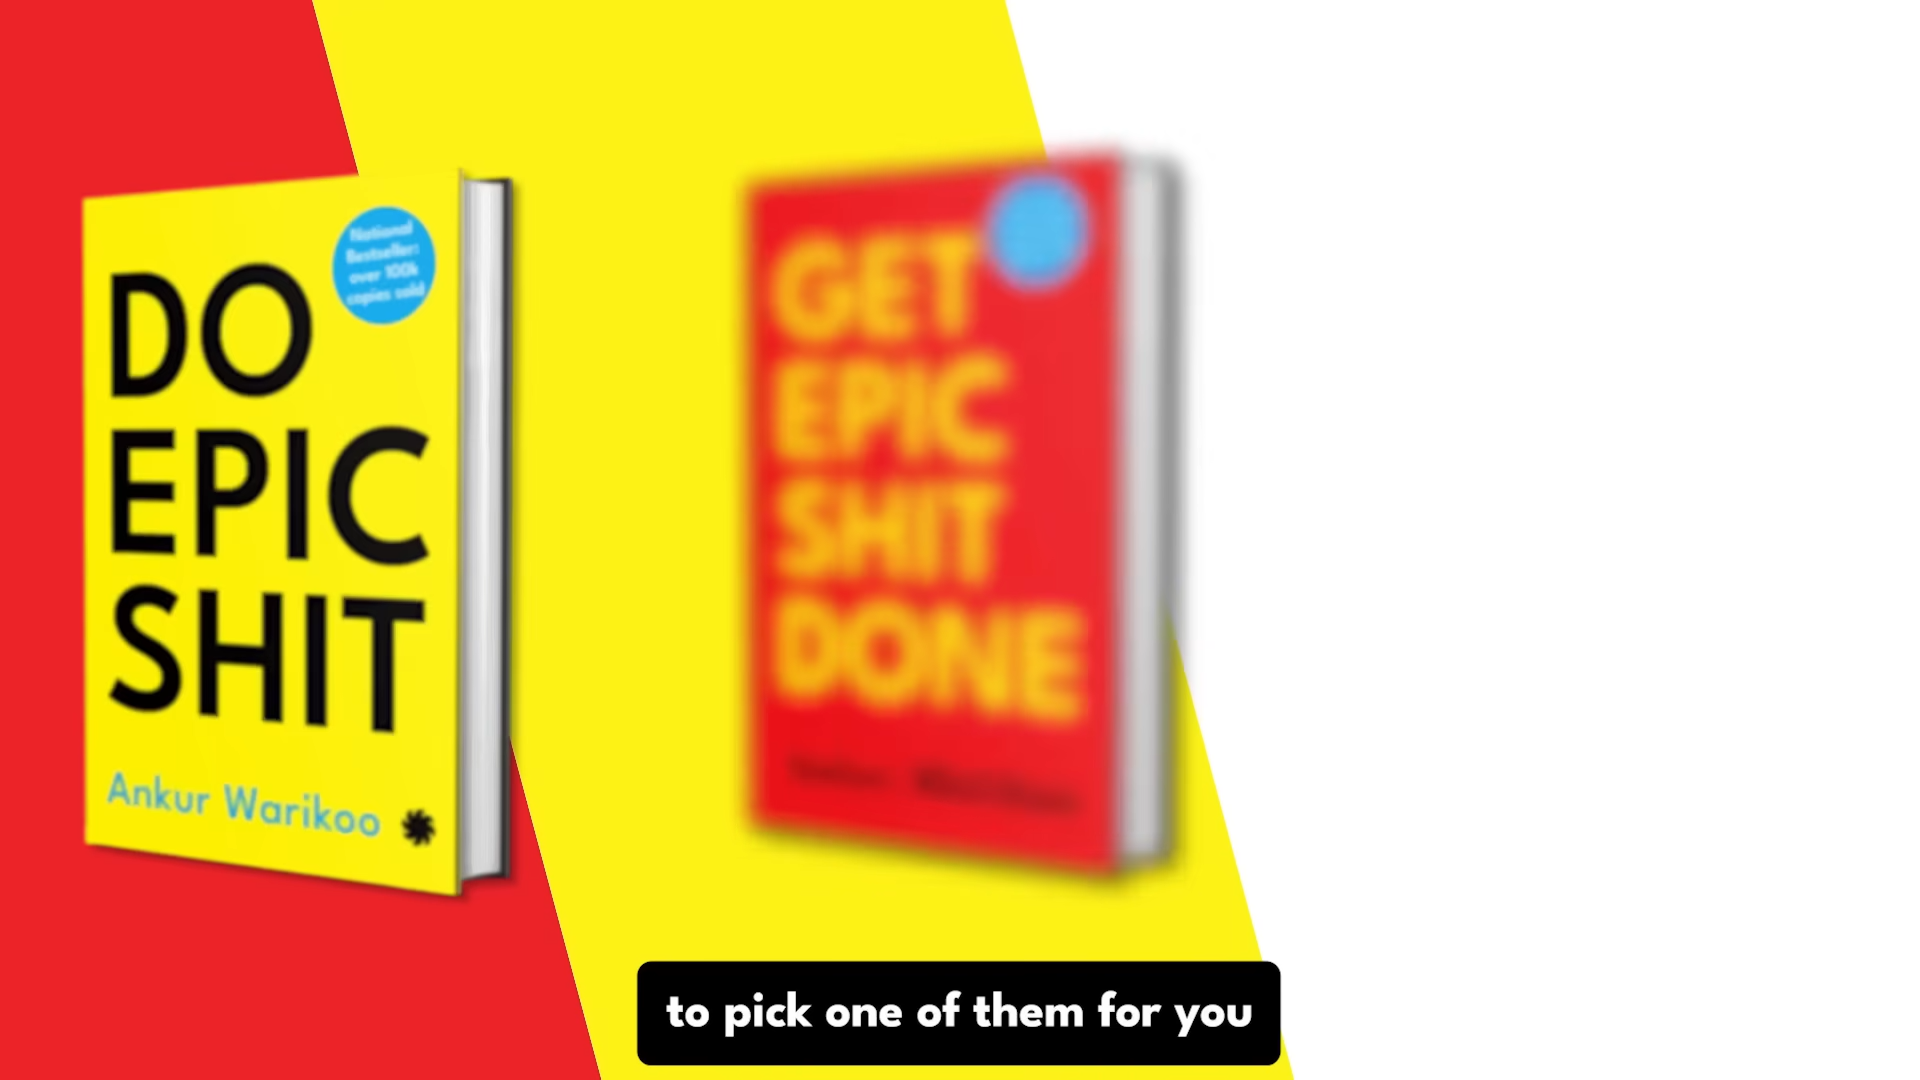 DO
EPIC
SHIT
National
Bestseller:
over 100k
copies sold
Ankur Warikoo
GET
EPIC
SHIT
DONE
to pick one of them for you